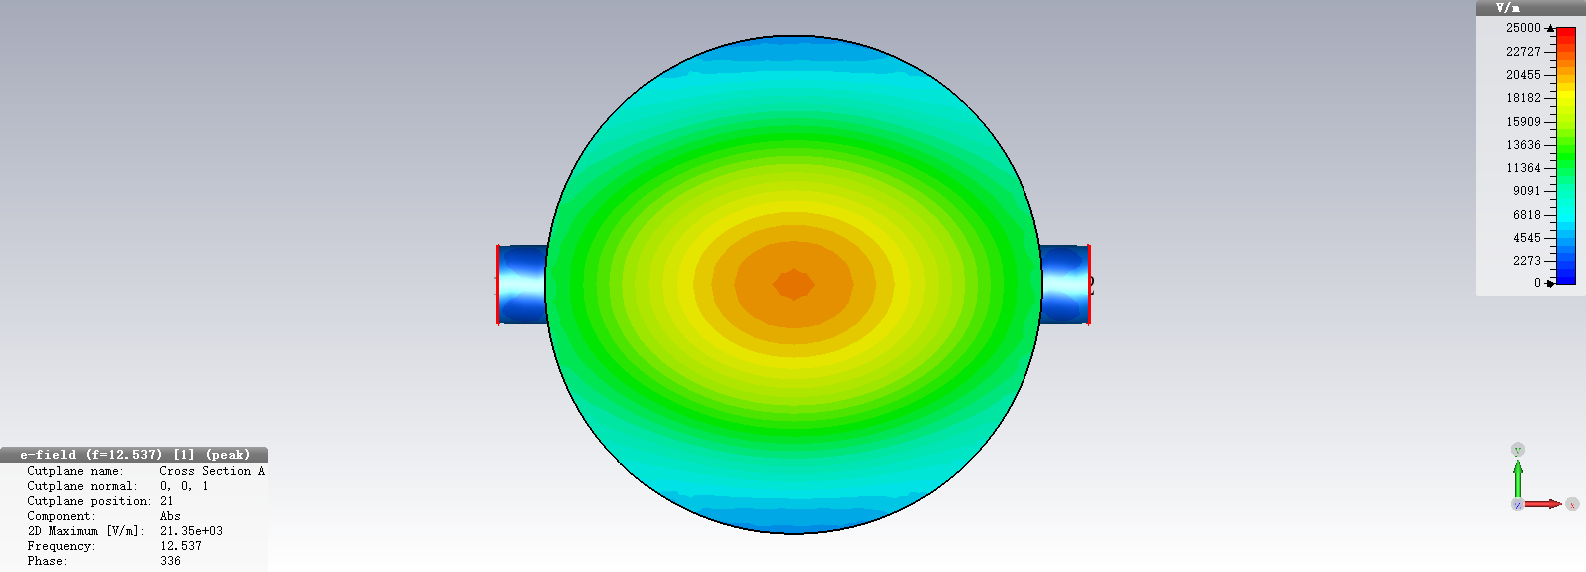 V/m
25000
22727
20455
18182
15909
13636
11364
9091
6818
4545
2273
0
2
e-field (f=12.537) [1] (peak)
Cutplane name: Cross Section A
Cutplane normal: 0, 0, 1
Cutplane position: 21
Component: Abs
2D Maximum [V/m]: 21.35e+03
Frequency: 12.537
Phase: 336
Y
Z
X